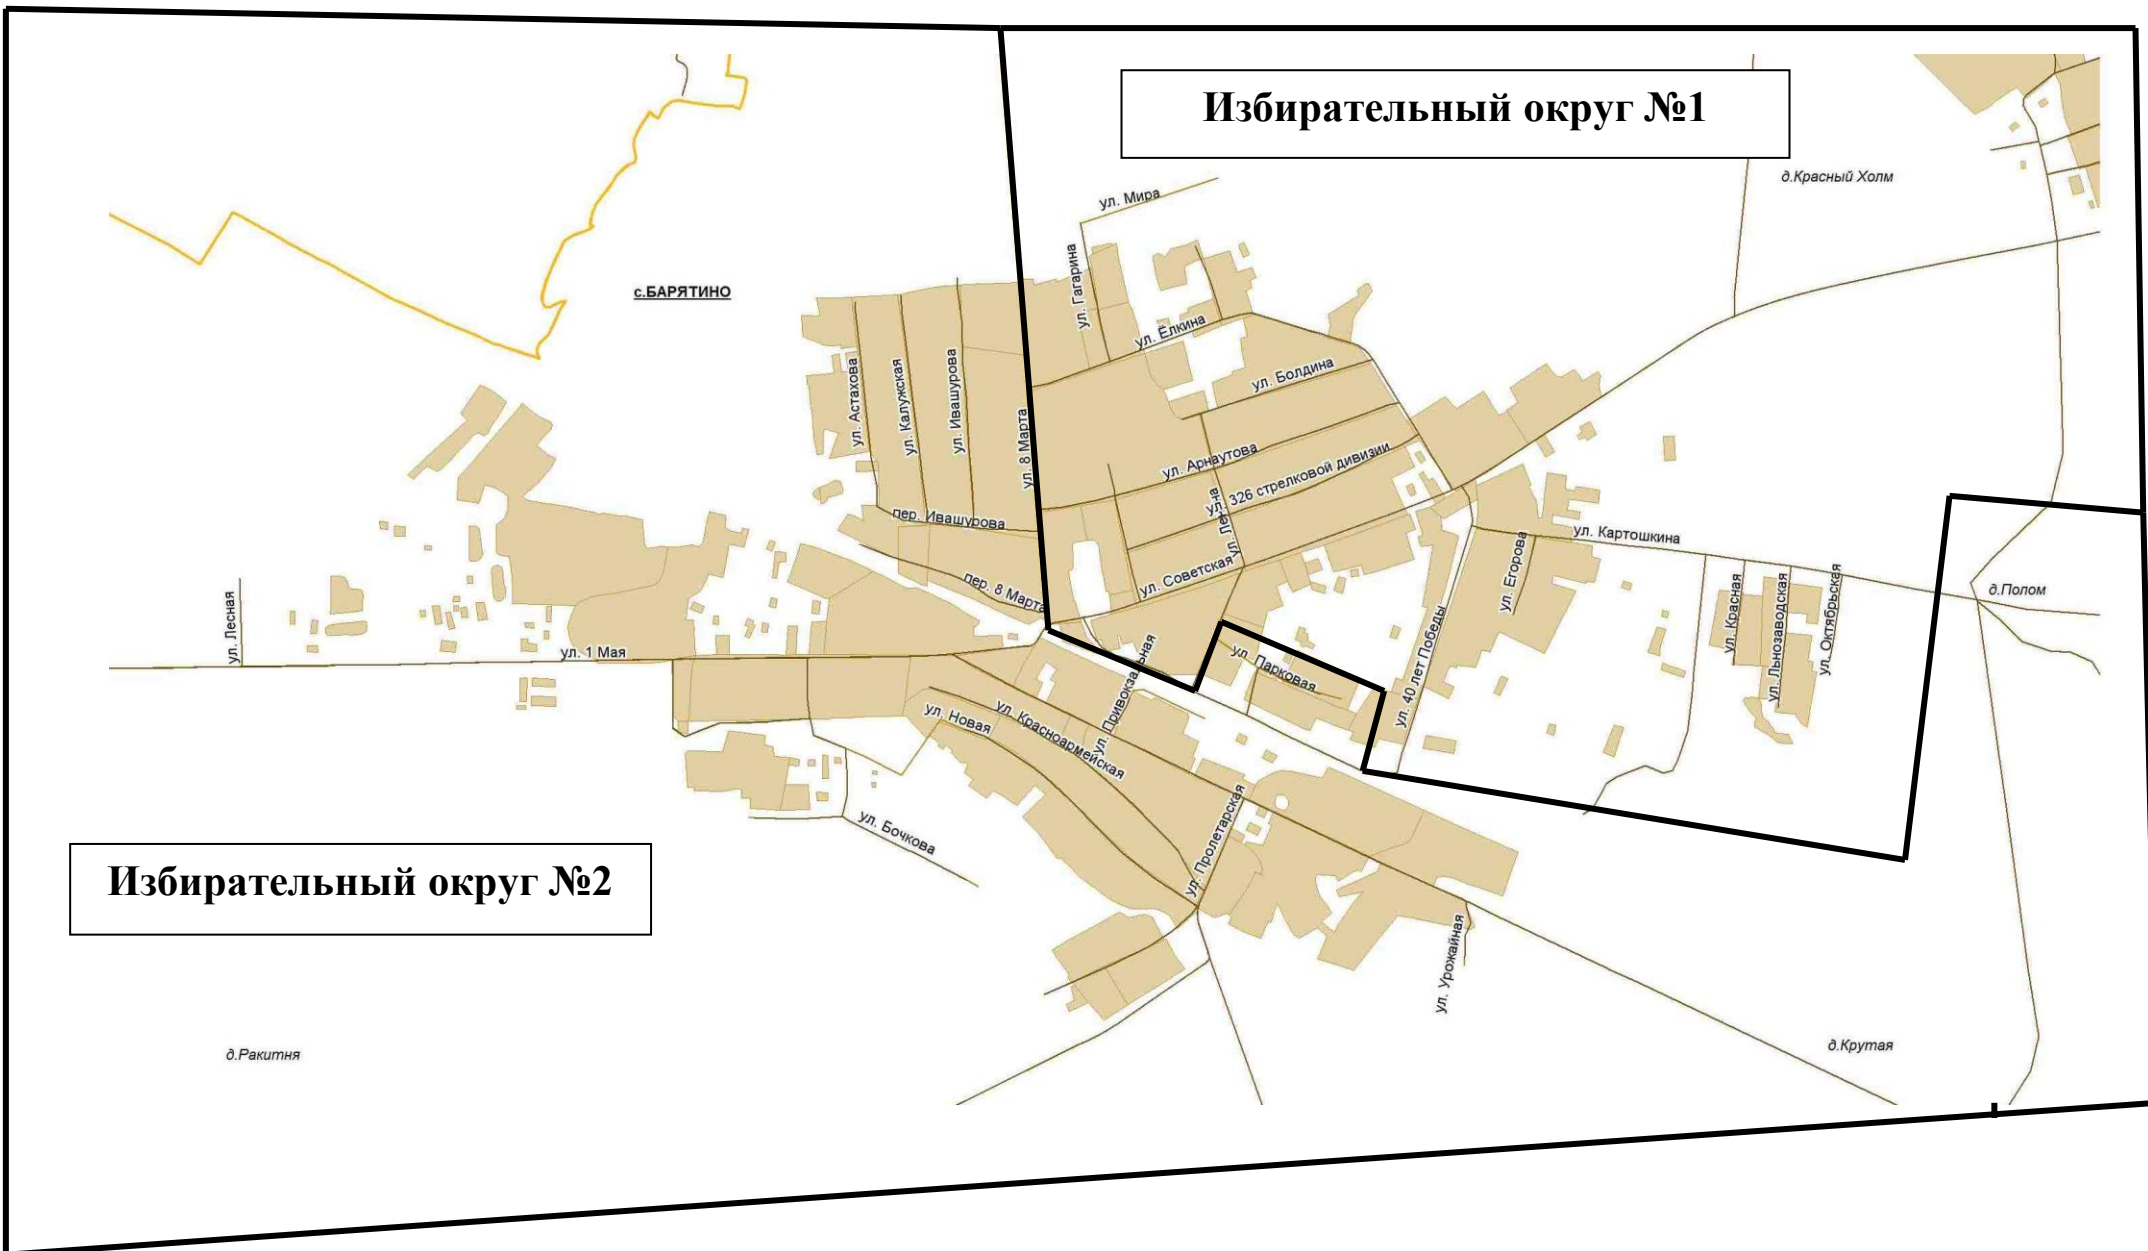 Избирательный округ №1
д.Красный Холм
ул. Мира
ул. Гагарина
с.БАРЯТИНО
ул. Ёлкина
ул. Болдина
ул. Астахова
ул. Калужская
ул. Ивашурова
ул. 8 Марта
ул. Арнаутова
ул. 326 стрелковой дивизии
пер. Ивашурова
ул. Советская
ул. Картошкина
ул. Егорова
пер. 8 Марта
ул. Лесная
ул. 1 Мая
ул. Красная
ул. Льнозаводская
ул. Октябрьская
д.Полом
ул. Парковая
ул. 40 лет Победы
ул. Привокзальная
ул. Новая
ул. Красноармейская
ул. Бочкова
ул. Пролетарская
Избирательный округ №2
ул. Урожайная
д.Ракитня
д.Крутая